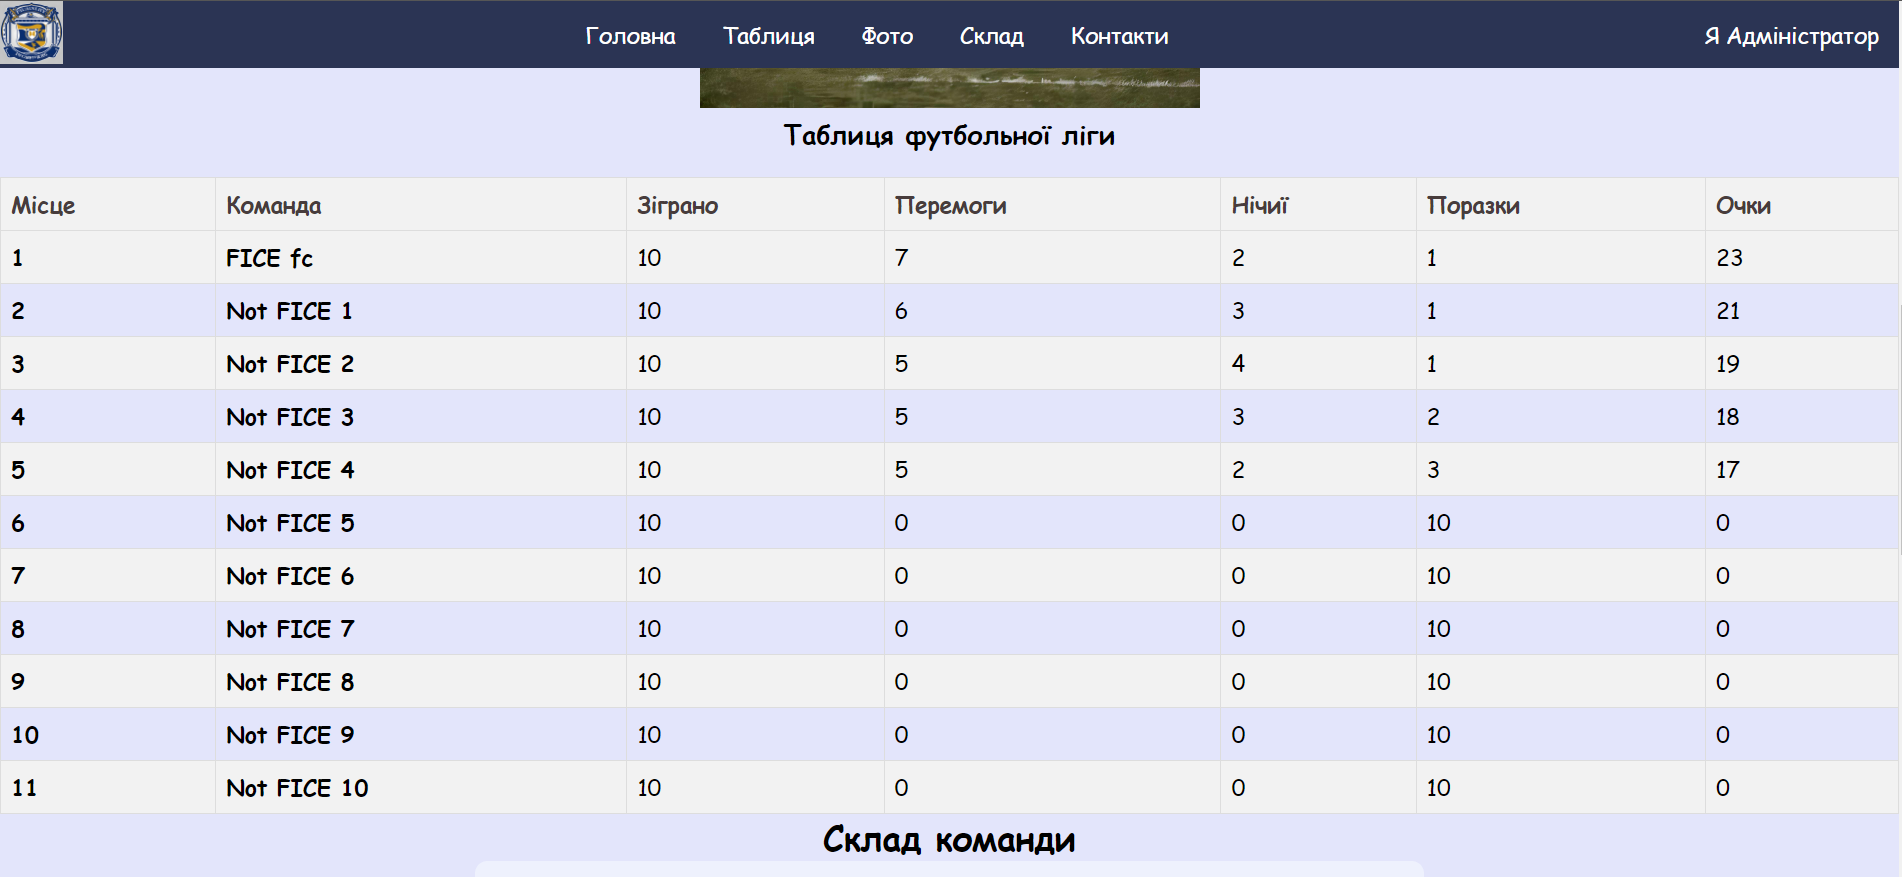 Головна Таблиця Фото Склад Контакти Я Адміністратор
Таблиця футбольної ліги
Місце Команда Зіграно Перемоги Нічиї Поразки Очки
1 FICE fc 10 7 2 1 23
2 Not FICE 1 10 6 3 1 21
3 Not FICE 2 10 5 4 1 19
4 Not FICE 3 10 5 3 2 18
5 Not FICE 4 10 5 2 3 17
6 Not FICE 5 10 0 0 10 0
7 Not FICE 6 10 0 0 10 0
8 Not FICE 7 10 0 0 10 0
9 Not FICE 8 10 0 0 10 0
10 Not FICE 9 10 0 0 10 0
11 Not FICE 10 10 0 0 10 0
Склад команди